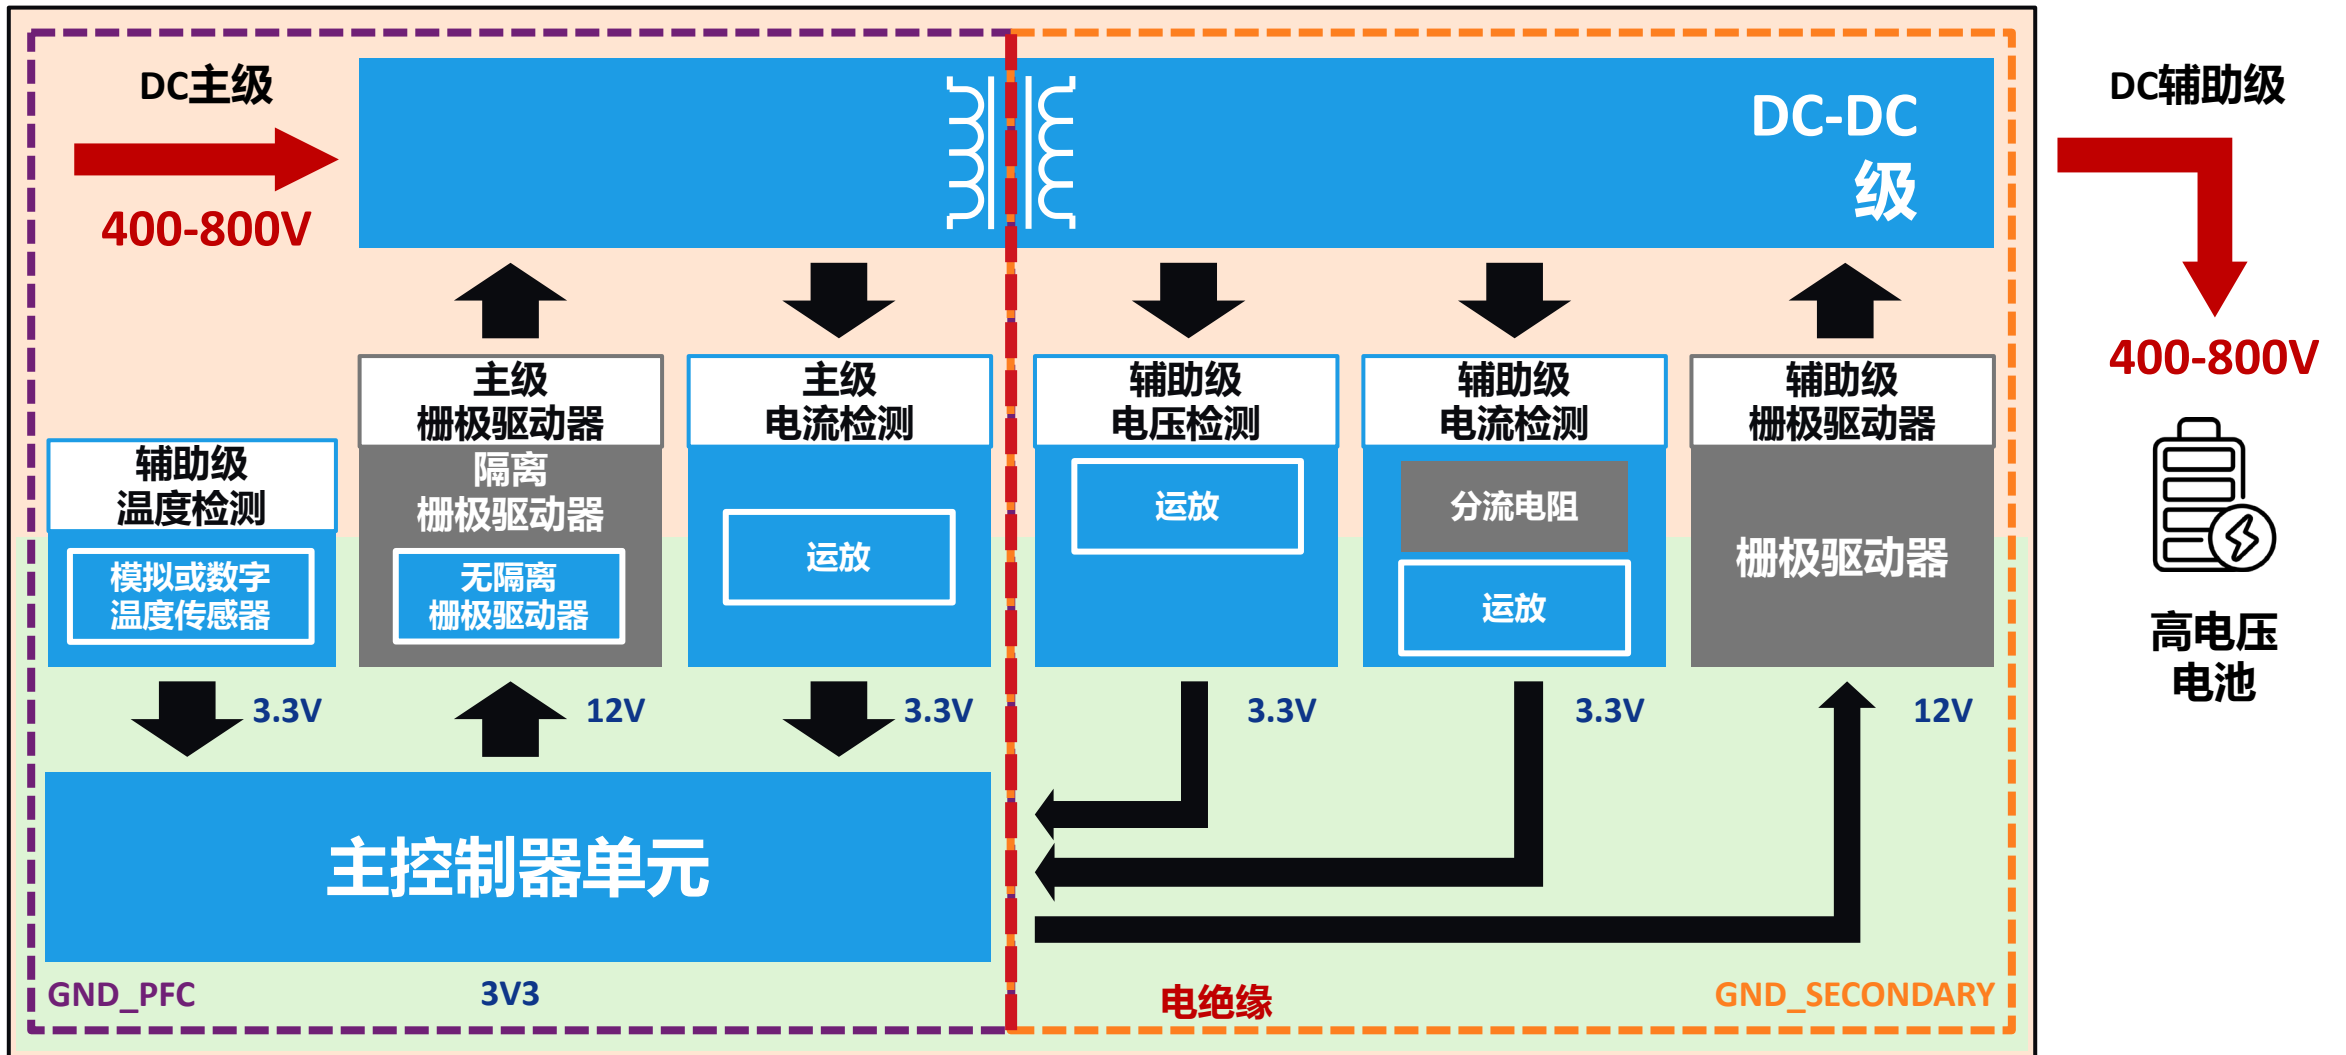 DC主级
400-800V
DC-DC
级
DC辅助级
400-800V
高电压
电池
辅助级
温度检测
模拟或数字
温度传感器
3.3V
主级
栅极驱动器
隔离
栅极驱动器
无隔离
栅极驱动器
12V
主级
电流检测
运放
3.3V
辅助级
电压检测
运放
3.3V
辅助级
电流检测
分流电阻
运放
3.3V
辅助级
栅极驱动器
栅极驱动器
12V
主控制器单元
GND_PFC
3V3
电绝缘
GND_SECONDARY